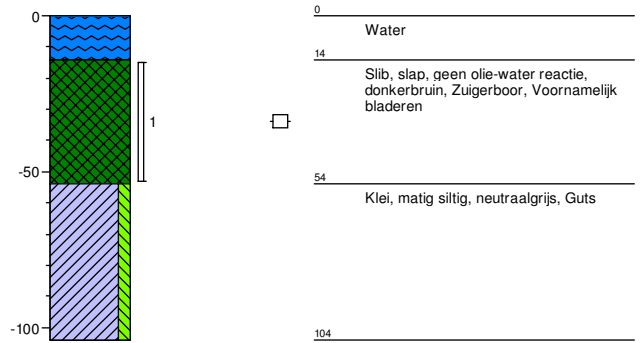 0
0
Water
14
Slib, slap, geen olie-water reactie,
donkerbruin, Zuigerboor, Voornamelijk
bladeren
1
-50
54
Klei, matig siltig, neutraalgrijs, Guts
-100
104